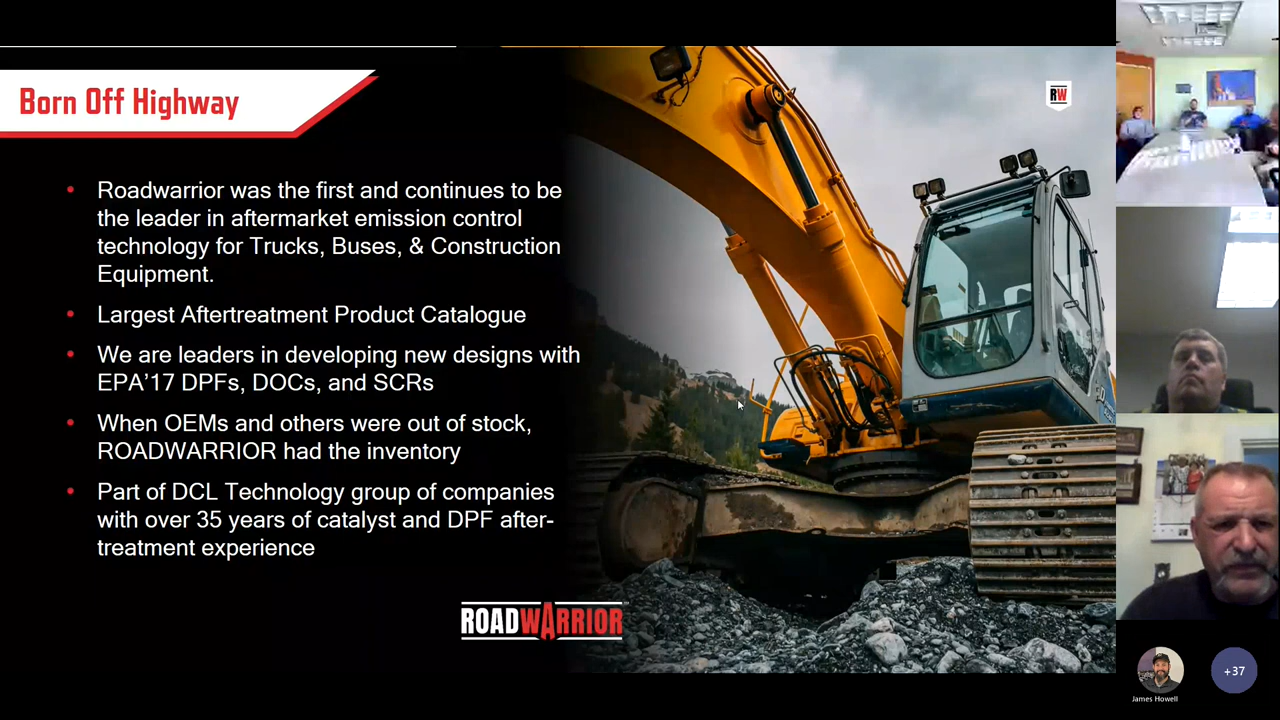 Born Off Highway
RW
• Roadwarrior was the first and continues to be
the leader in aftermarket emission control
technology for Trucks, Buses, & Construction
Equipment.
• Largest Aftertreatment Product Catalogue
• We are leaders in developing new designs with
EPA’17 DPFs, DOCs, and SCRs
• When OEMs and others were out of stock,
ROADWARRIOR had the inventory
• Part of DCL Technology group of companies
with over 35 years of catalyst and DPF after-
treatment experience
ROADWARRIOR
James Howell
+37